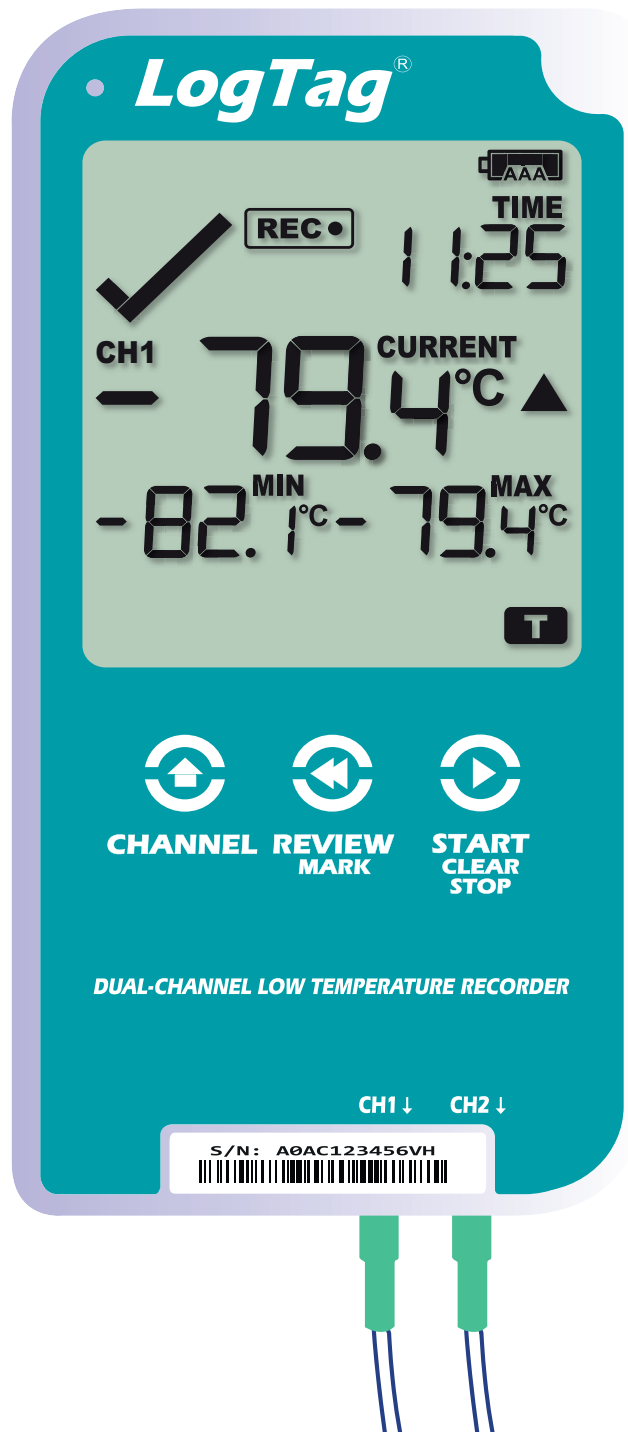 LogTag®
AAA
TIME
REC 11:25
CH1 CURRENT
-79.4°C
MIN MAX
-82.1°C -79.4°C
T
CHANNEL REVIEW START
MARK CLEAR
STOP
DUAL-CHANNEL LOW TEMPERATURE RECORDER
CH1↓ CH2↓
S/N: A0AC123456VH